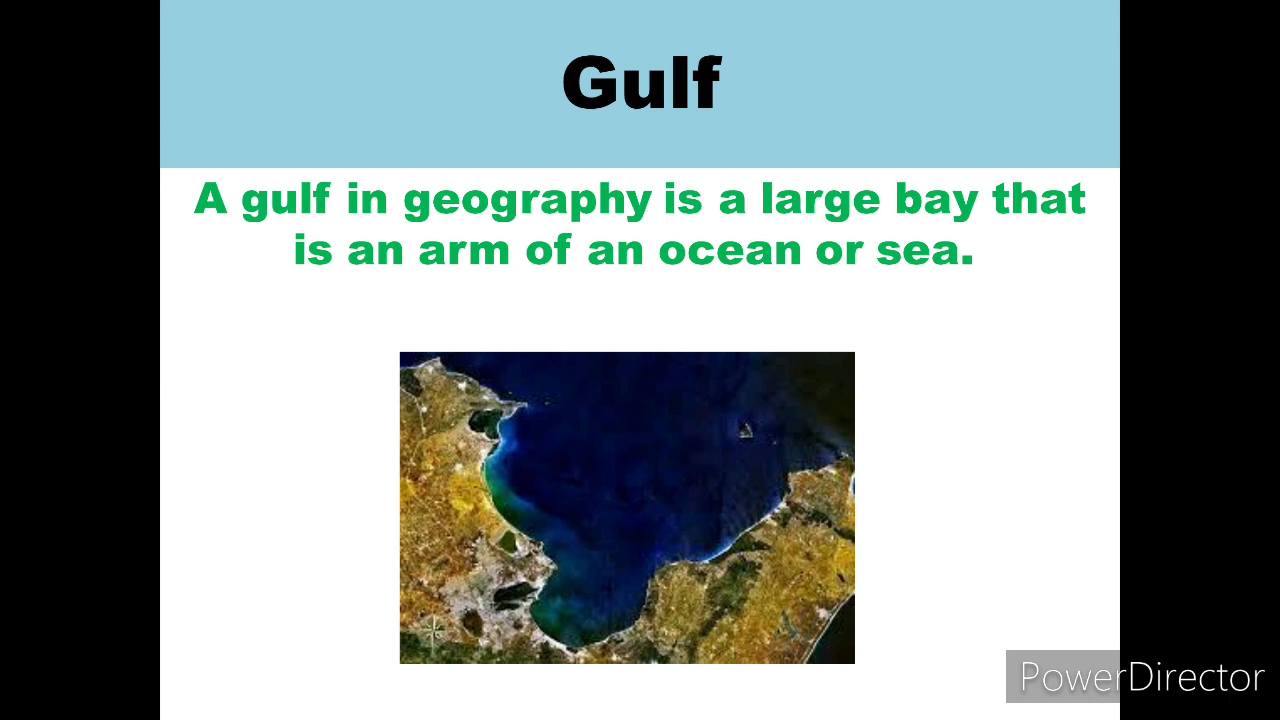 Gulf
A gulf in geography is a large bay that
is an arm of an ocean or sea.
PowerDirector